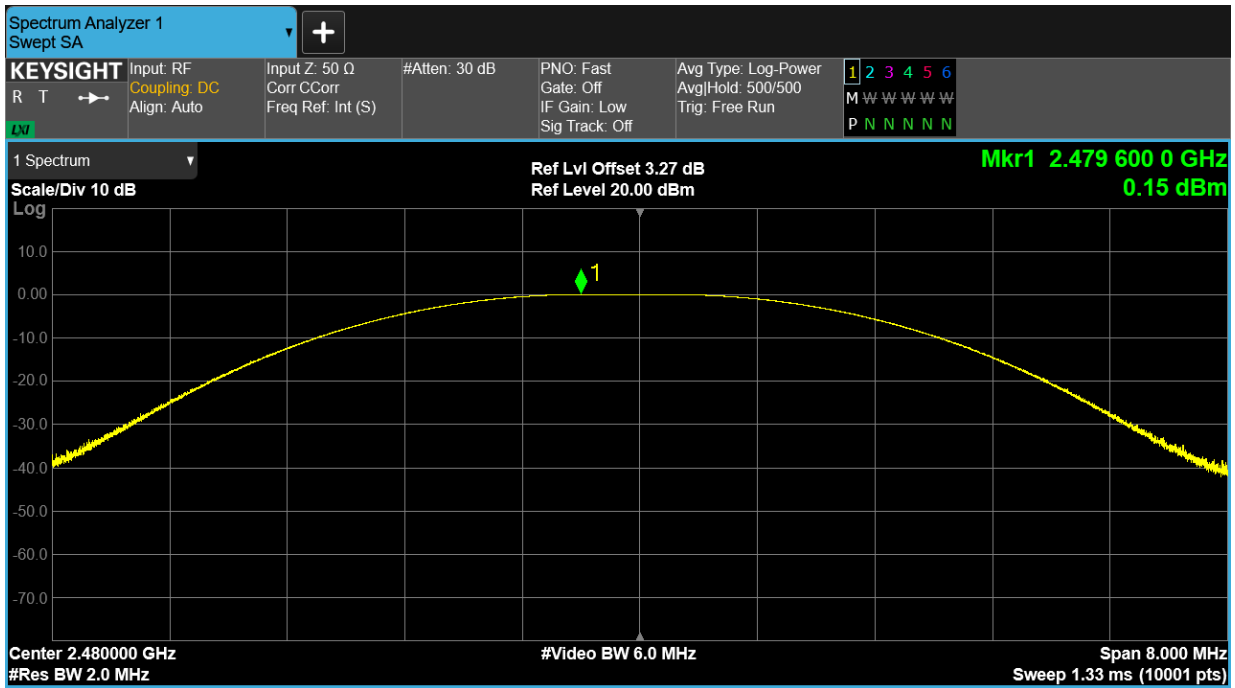 Spectrum Analyzer 1
Swept SA
KEYSIGHT
R T
LXI
Input: RF
Coupling: DC
Align: Auto
Input Z: 50 Ω
Corr CCorr
Freq Ref: Int (S)
#Atten: 30 dB
PNO: Fast
Gate: Off
IF Gain: Low
Sig Track: Off
Avg Type: Log-Power
Avg|Hold: 500/500
Trig: Free Run
1 2 3 4 5 6
M W W W W W
P N N N N N
1 Spectrum
Scale/Div 10 dB
Log
Ref Lvl Offset 3.27 dB
Ref Level 20.00 dBm
Mkr1 2.479 600 0 GHz
0.15 dBm
1
10.0
0.00
-10.0
-20.0
-30.0
-40.0
-50.0
-60.0
-70.0
Center 2.480000 GHz
#Res BW 2.0 MHz
#Video BW 6.0 MHz
Span 8.000 MHz
Sweep 1.33 ms (10001 pts)